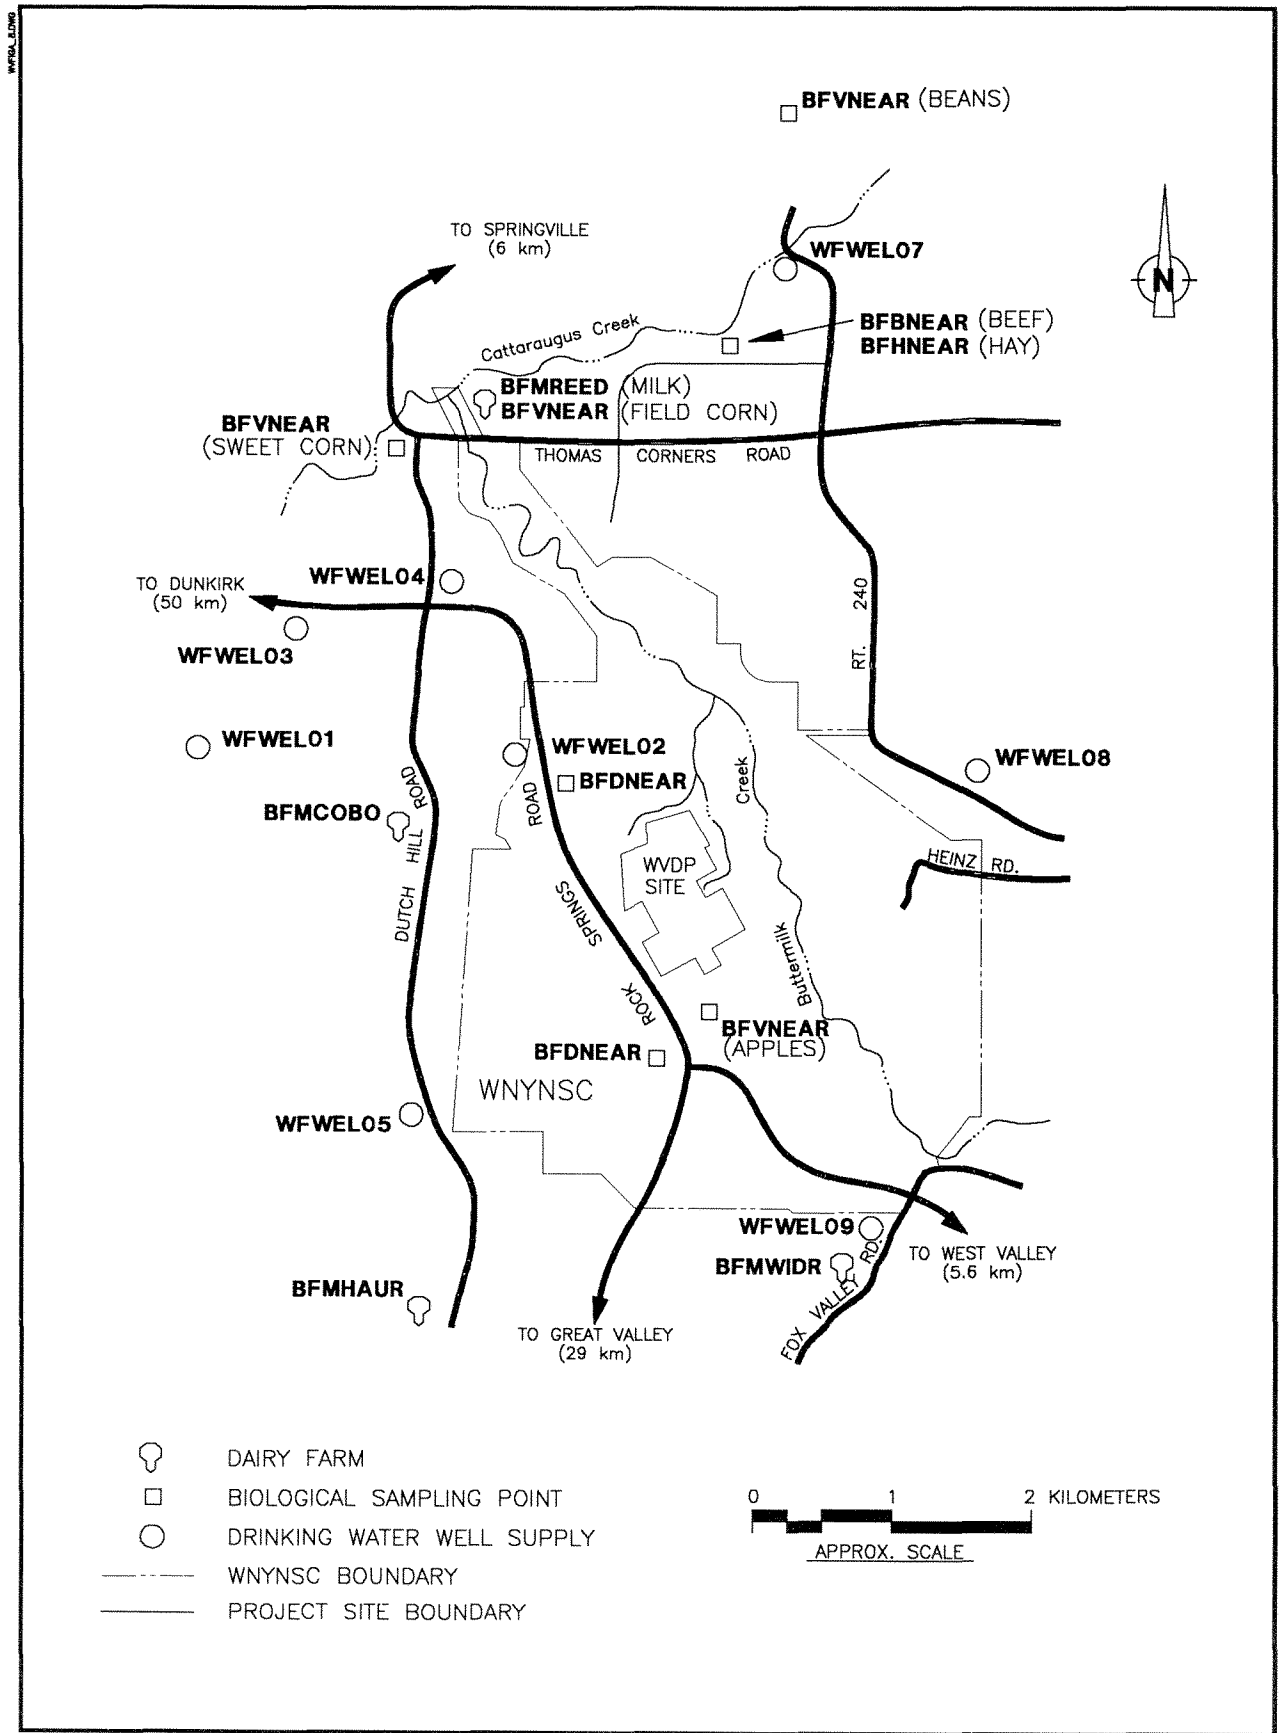 BFVNEAR (BEANS)
TO SPRINGVILLE
(6 km)
WFWEL07
N
Cattaraugus Creek
BFBNEAR (BEEF)
BFHNEAR (HAY)
BFMREED (MILK)
BFVNEAR (FIELD CORN)
BFVNEAR
(SWEET CORN)
THOMAS CORNERS ROAD
TO DUNKIRK
(50 km)
WFWEL04
RT. 240
WFWEL03
WFWEL01
WFWEL02
WFWEL08
BFDNEAR
BFMCOBO
DUTCH HILL ROAD
ROCK SPRINGS ROAD
Buttermilk Creek
WVDP
SITE
HEINZ RD.
BFVNEAR
(APPLES)
BFDNEAR
WNYNSC
WFWEL05
WFWEL09
BFMWIDR
FOX VALLEY RD.
TO WEST VALLEY
(5.6 km)
BFMHAUR
TO GREAT VALLEY
(29 km)
DAIRY FARM
BIOLOGICAL SAMPLING POINT
DRINKING WATER WELL SUPPLY
WNYNSC BOUNDARY
PROJECT SITE BOUNDARY
0 1 2 KILOMETERS
APPROX. SCALE